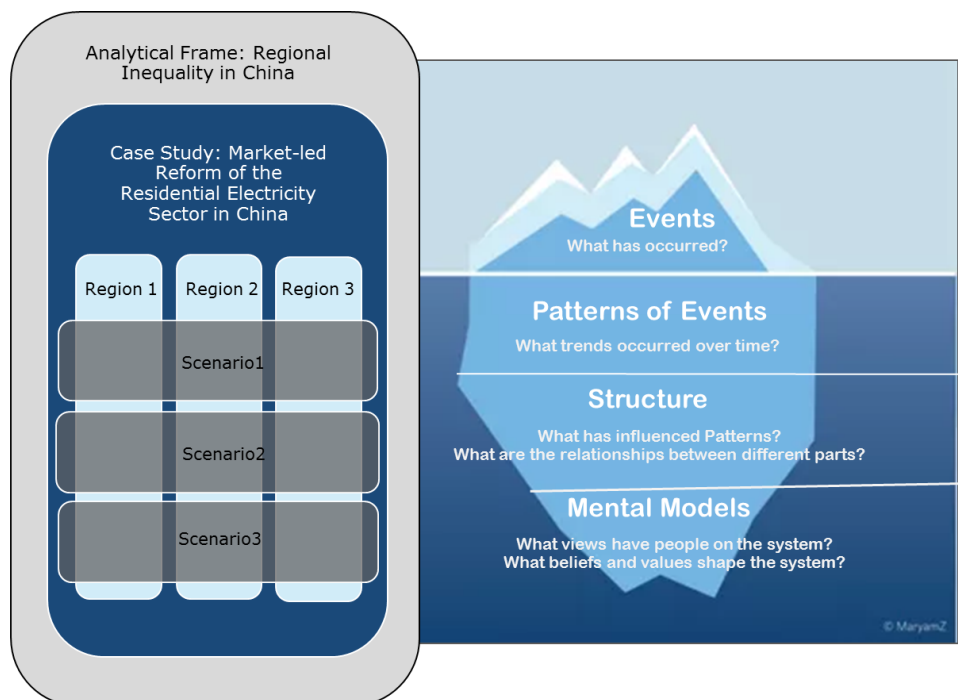 Analytical Frame: Regional
Inequality in China
Case Study: Market-led
Reform of the
Residential Electricity
Sector in China
Region 1
Region 2
Region 3
Scenario1
Scenario2
Scenario3
Events
What has occurred?
Patterns of Events
What trends occurred over time?
Structure
What has influenced Patterns?
What are the relationships between different parts?
Mental Models
What views have people on the system?
What beliefs and values shape the system?
© MaryamZ